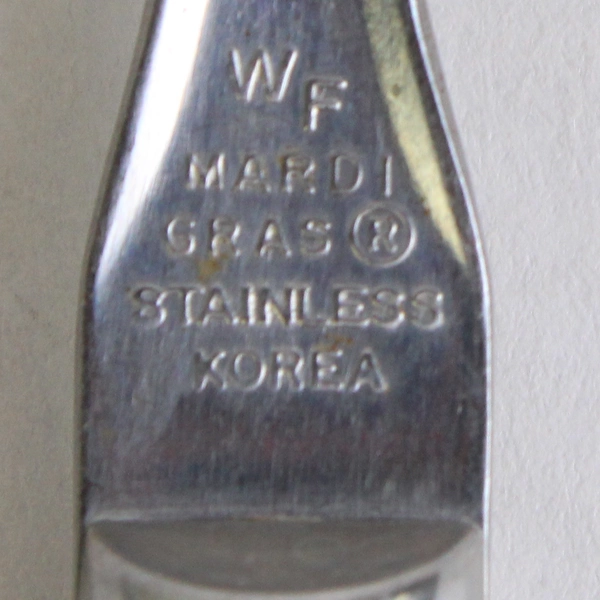 WF
MARDI
GRAS ®
STAINLESS
KOREA